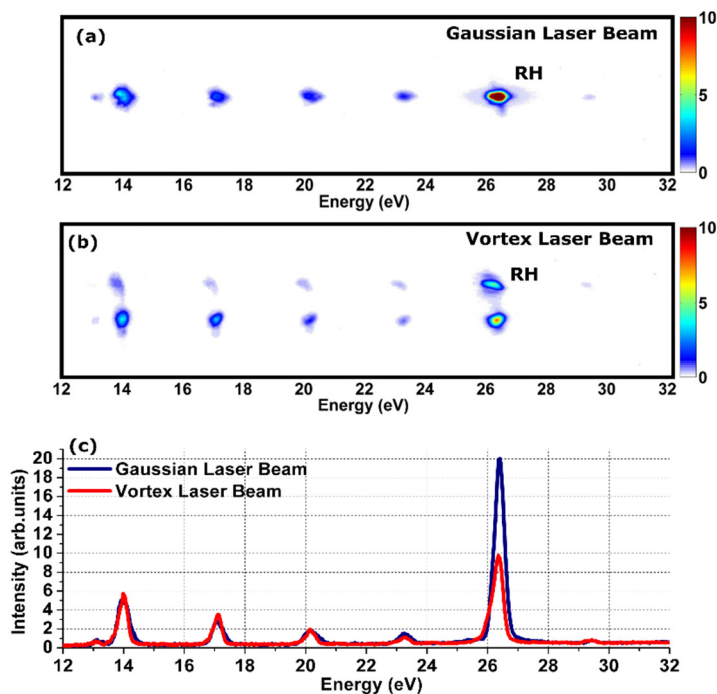 (a)
Gaussian Laser Beam
RH
10
5
0
12 14 16 18 20 22 24 26 28 30 32
Energy (eV)
(b)
Vortex Laser Beam
RH
10
5
0
12 14 16 18 20 22 24 26 28 30 32
Energy (eV)
(c)
Gaussian Laser Beam
Vortex Laser Beam
Intensity (arb.units)
20
18
16
14
12
10
8
6
4
2
0
12 14 16 18 20 22 24 26 28 30 32
Energy (eV)